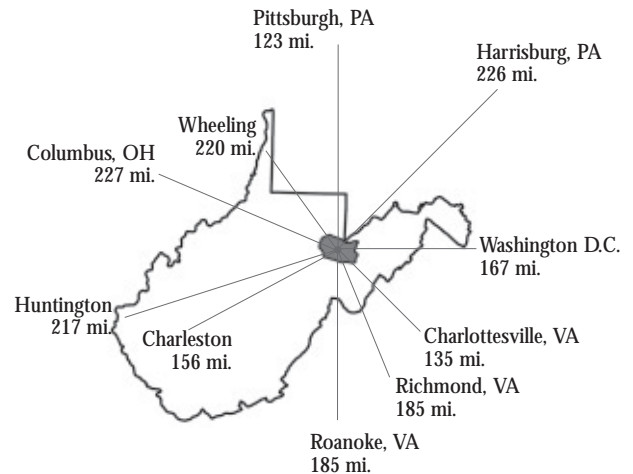 Pittsburgh, PA
123 mi.
Harrisburg, PA
226 mi.
Wheeling
220 mi.
Columbus, OH
227 mi.
Washington D.C.
167 mi.
Huntington
217 mi.
Charleston
156 mi.
Charlottesville, VA
135 mi.
Richmond, VA
185 mi.
Roanoke, VA
185 mi.